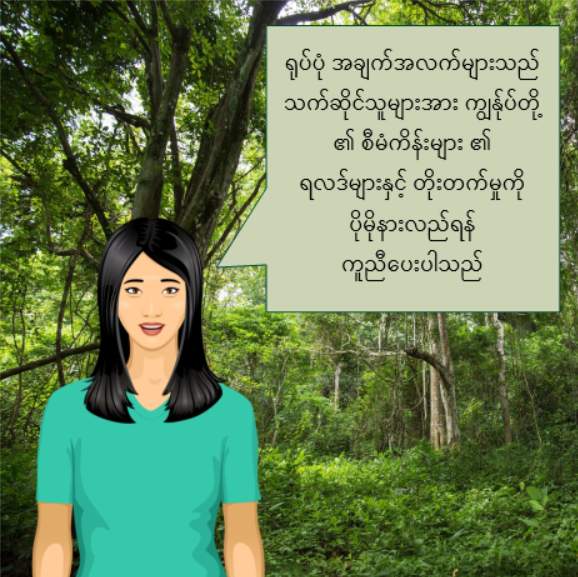 ရုပ်ပုံ အချက်အလက်များသည်
သက်ဆိုင်သူများအား ကျွန်ုပ်တို့
၏ စီမံကိန်းများ ၏
ရလဒ်များနှင့် တိုးတက်မှုကို
ပိုမိုနားလည်ရန်
ကူညီပေးပါသည်